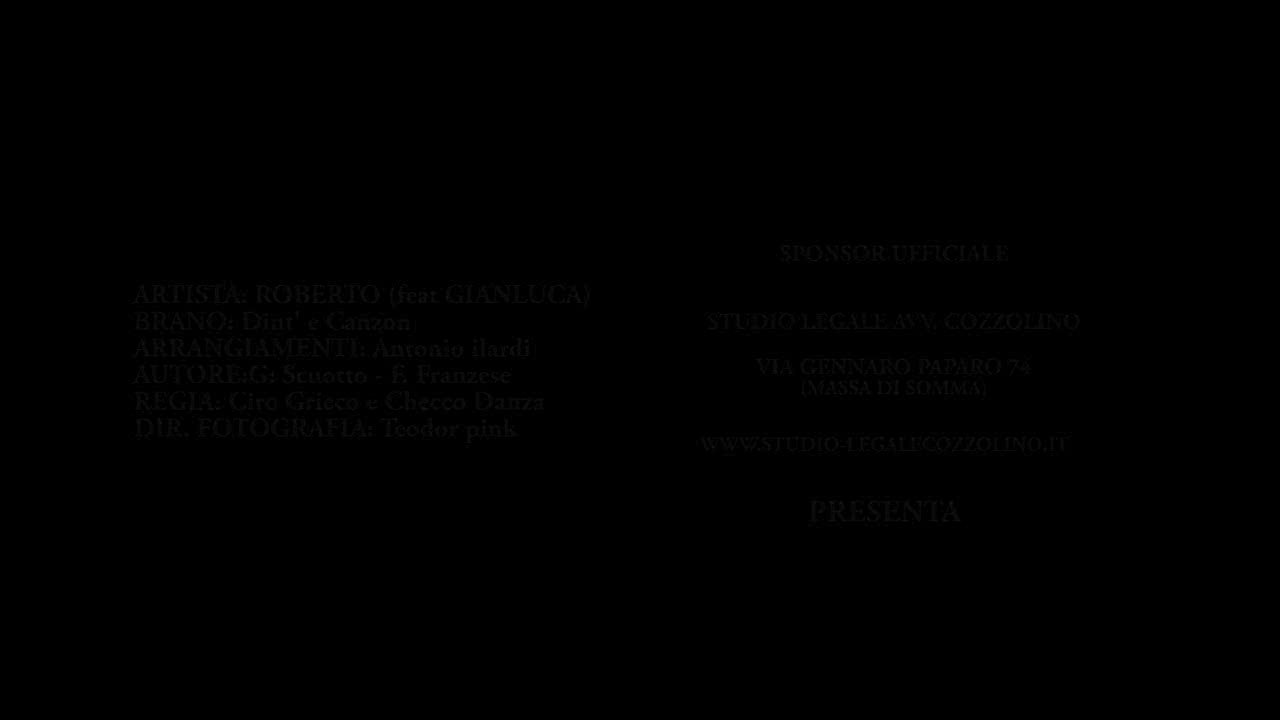 ARTISTA: ROBERTO (feat GIANLUCA)
BRANO: Dint' e Canzon
ARRANGIAMENTI: Antonio ilardi
AUTORE:G: Scuotto - F. Franzese
REGIA: Ciro Grieco e Checco Danza
DIR. FOTOGRAFIA: Teodor pink
SPONSOR UFFICIALE
STUDIO LEGALE AVV. COZZOLINO
VIA GENNARO PAPARO 74
(MASSA DI SOMMA)
WWW.STUDIO-LEGALECOZZOLINO.IT
PRESENTA